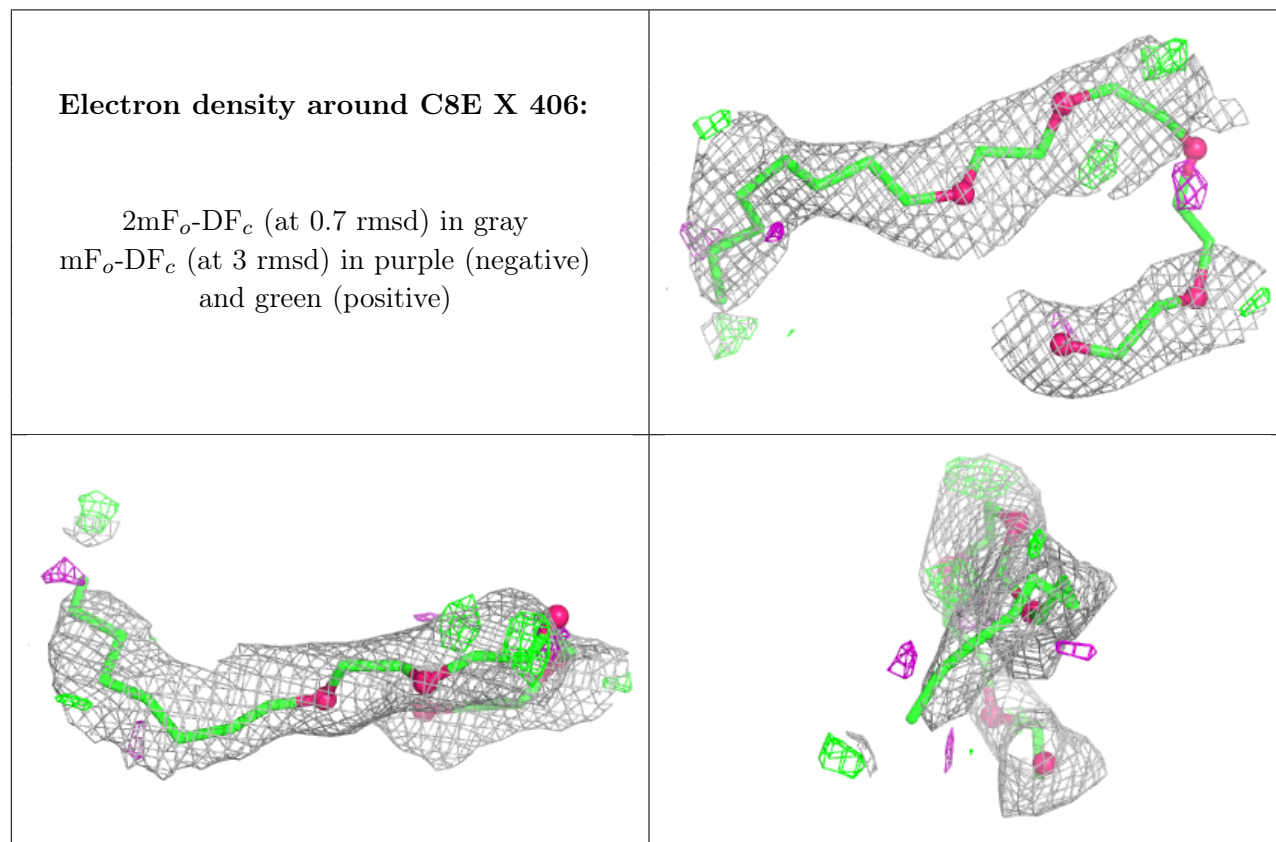 Electron density around C8E X 406:
2mFo-DFc (at 0.7 rmsd) in gray
mFo-DFc (at 3 rmsd) in purple (negative)
and green (positive)